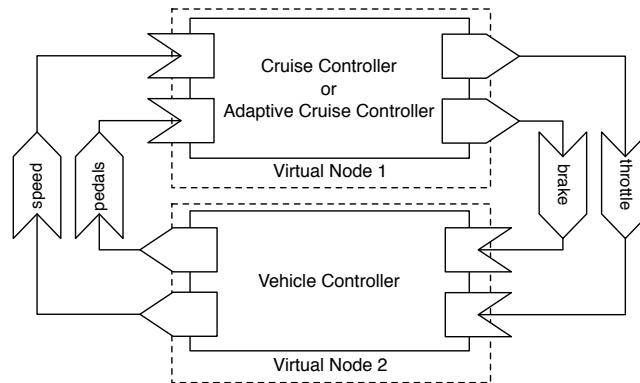 Cruise Controller
or
Adaptive Cruise Controller
Virtual Node 1
speed
pedals
brake
throttle
Vehicle Controller
Virtual Node 2